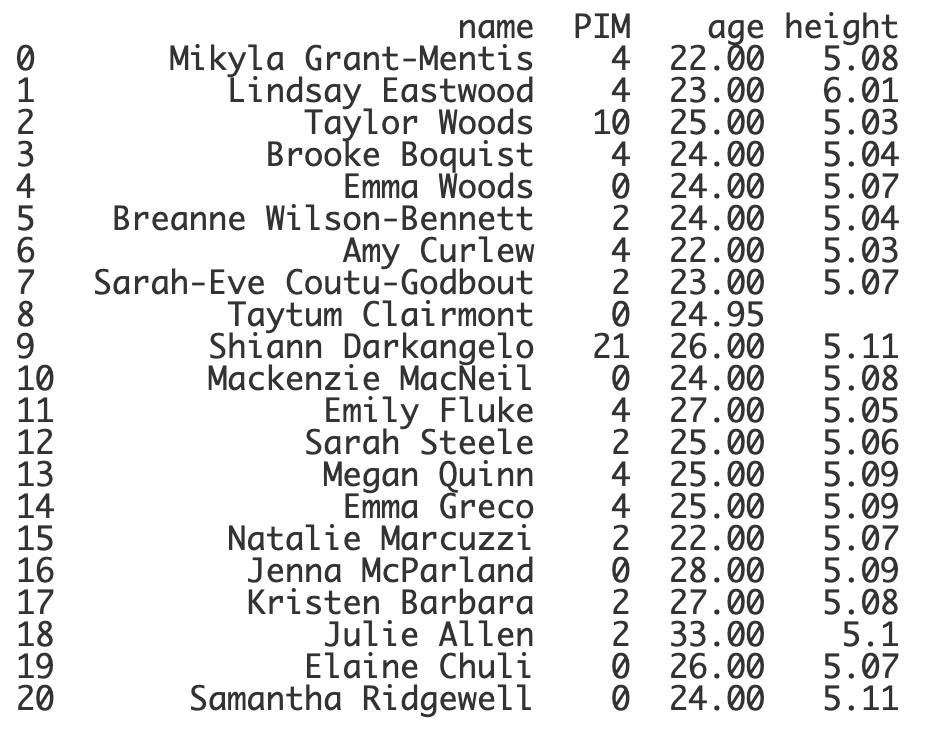 name PIM age height
0 Mikyla Grant-Mentis 4 22.00 5.08
1 Lindsay Eastwood 4 23.00 6.01
2 Taylor Woods 10 25.00 5.03
3 Brooke Boquist 4 24.00 5.04
4 Emma Woods 0 24.00 5.07
5 Breanne Wilson-Bennett 2 24.00 5.04
6 Amy Curlew 4 22.00 5.03
7 Sarah-Eve Coutu-Godbout 2 23.00 5.07
8 Taytum Clairmont 0 24.95
9 Shiann Darkangelo 21 26.00 5.11
10 Mackenzie MacNeil 0 24.00 5.08
11 Emily Fluke 4 27.00 5.05
12 Sarah Steele 2 25.00 5.06
13 Megan Quinn 4 25.00 5.09
14 Emma Greco 4 25.00 5.09
15 Natalie Marcuzzi 2 22.00 5.07
16 Jenna McParland 0 28.00 5.09
17 Kristen Barbara 2 27.00 5.08
18 Julie Allen 2 33.00 5.1
19 Elaine Chuli 0 26.00 5.07
20 Samantha Ridgewell 0 24.00 5.11